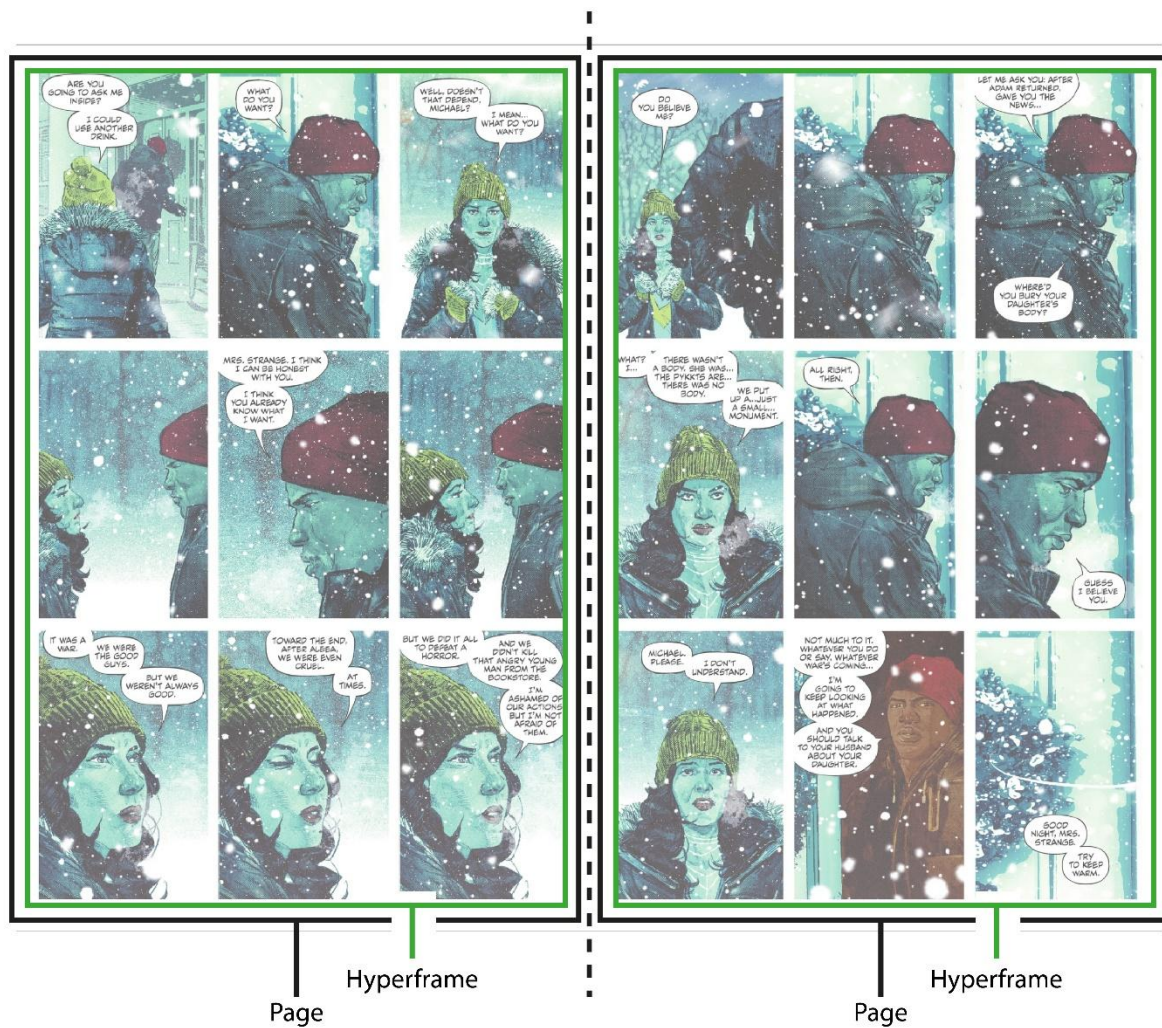 ARE YOU
GOING TO ASK ME
INSIDE?
I COULD
USE ANOTHER
DRINK.
WHAT
DO YOU
WANT?
WELL, DOESN'T
THAT DEPEND,
MICHAEL?
I MEAN...
WHAT DO YOU
WANT?
MRS. STRANGE. I THINK
I CAN BE HONEST
WITH YOU.
I THINK
YOU ALREADY
KNOW WHAT
I WANT.
IT WAS A
WAR.
WE WERE
THE GOOD
GUYS.
BUT WE
WEREN'T ALWAYS
GOOD.
TOWARD THE END,
AFTER ALEEA,
WE WERE EVEN
CRUEL.
AT
TIMES.
BUT WE DID IT ALL
TO DEFEAT A
HORROR.
AND WE
DIDN'T KILL
THAT ANGRY YOUNG
MAN FROM THE
BOOKSTORE.
I'M
ASHAMED OF
OUR ACTIONS
BUT I'M NOT
AFRAID OF
THEM.
DO
YOU BELIEVE
ME?
LET ME ASK YOU: AFTER
ADAM RETURNED,
GAVE YOU THE
NEWS...
WHERE'D
YOU BURY YOUR
DAUGHTER'S
BODY?
WHAT?
I...
THERE WASN'T
A BODY. SHE WAS...
THE PYKKTS ARE...
THERE WAS NO
BODY.
WE PUT
UP A...JUST
A SMALL...
MONUMENT.
ALL RIGHT,
THEN.
GUESS
I BELIEVE
YOU.
MICHAEL,
PLEASE.
I DON'T
UNDERSTAND.
NOT MUCH TO IT.
WHATEVER YOU DO
OR SAY. WHATEVER
WAR'S COMING...
I'M
GOING TO
KEEP LOOKING
AT WHAT
HAPPENED.
AND YOU
SHOULD TALK
TO YOUR HUSBAND
ABOUT YOUR
DAUGHTER.
GOOD
NIGHT, MRS.
STRANGE.
TRY
TO KEEP
WARM.
Hyperframe
Page
Hyperframe
Page